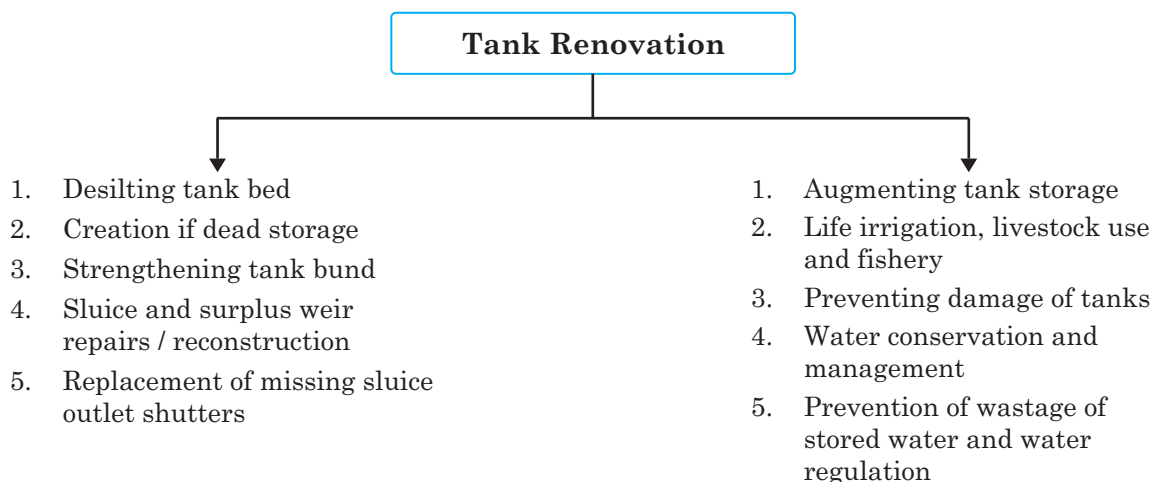 Tank Renovation
1. Desilting tank bed
2. Creation if dead storage
3. Strengthening tank bund
4. Sluice and surplus weir
repairs / reconstruction
5. Replacement of missing sluice
outlet shutters
1. Augmenting tank storage
2. Life irrigation, livestock use
and fishery
3. Preventing damage of tanks
4. Water conservation and
management
5. Prevention of wastage of
stored water and water
regulation